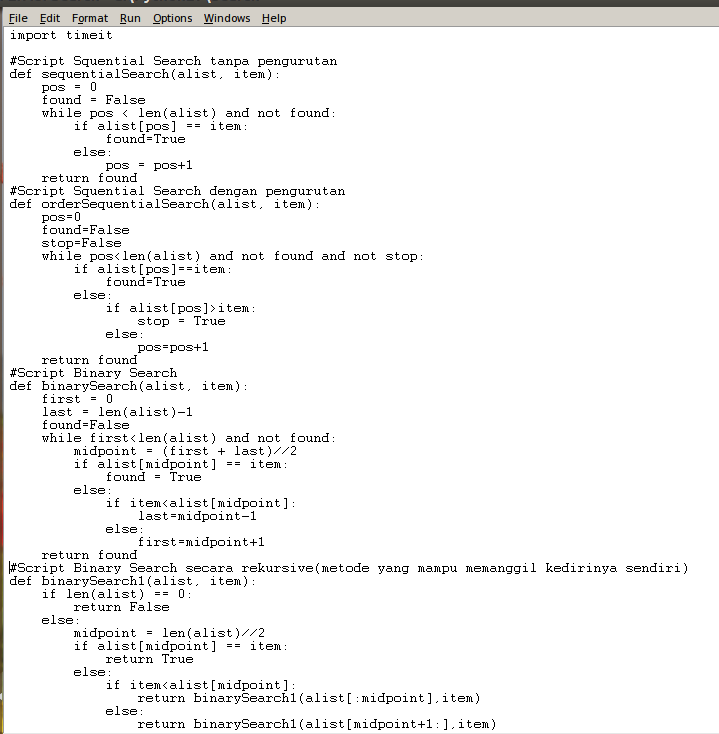 File Edit Format Run Options Windows Help
import timeit

#Script Squential Search tanpa pengurutan
def sequentialSearch(alist, item):
    pos = 0
    found = False
    while pos < len(alist) and not found:
        if alist[pos] == item:
            found=True
        else:
            pos = pos+1
    return found
#Script Squential Search dengan pengurutan
def orderSequentialSearch(alist, item):
    pos=0
    found=False
    stop=False
    while pos<len(alist) and not found and not stop:
        if alist[pos]==item:
            found=True
        else:
            if alist[pos]>item:
                stop = True
            else:
                pos=pos+1
    return found
#Script Binary Search
def binarySearch(alist, item):
    first = 0
    last = len(alist)-1
    found=False
    while first<len(alist) and not found:
        midpoint = (first + last)//2
        if alist[midpoint] == item:
            found = True
        else:
            if item<alist[midpoint]:
                last=midpoint-1
            else:
                first=midpoint+1
    return found
#Script Binary Search secara rekursive(metode yang mampu memanggil kedirinya sendiri)
def binarySearch1(alist, item):
    if len(alist) == 0:
        return False
    else:
        midpoint = len(alist)//2
        if alist[midpoint] == item:
            return True
        else:
            if item<alist[midpoint]:
                return binarySearch1(alist[:midpoint],item)
            else:
                return binarySearch1(alist[midpoint+1:],item)